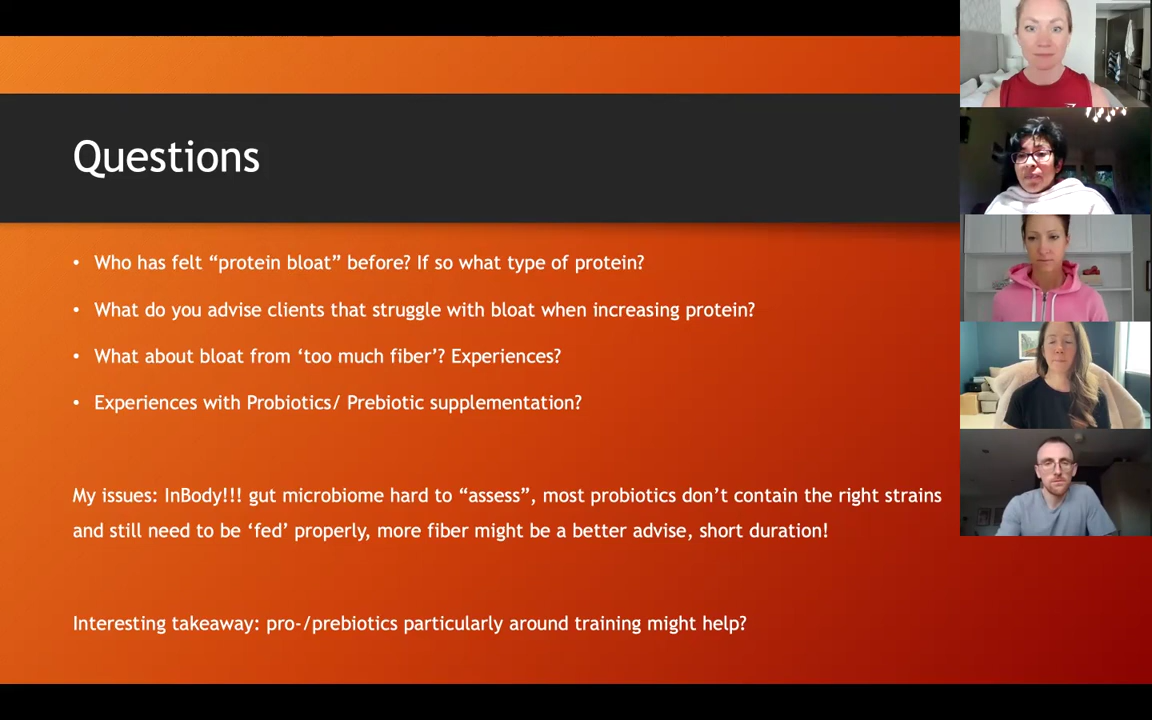 Questions
• Who has felt “protein bloat” before? If so what type of protein?
• What do you advise clients that struggle with bloat when increasing protein?
• What about bloat from ‘too much fiber’? Experiences?
• Experiences with Probiotics/ Prebiotic supplementation?
My issues: InBody!!! gut microbiome hard to “assess”, most probiotics don’t contain the right strains
and still need to be ‘fed’ properly, more fiber might be a better advise, short duration!
Interesting takeaway: pro-/prebiotics particularly around training might help?